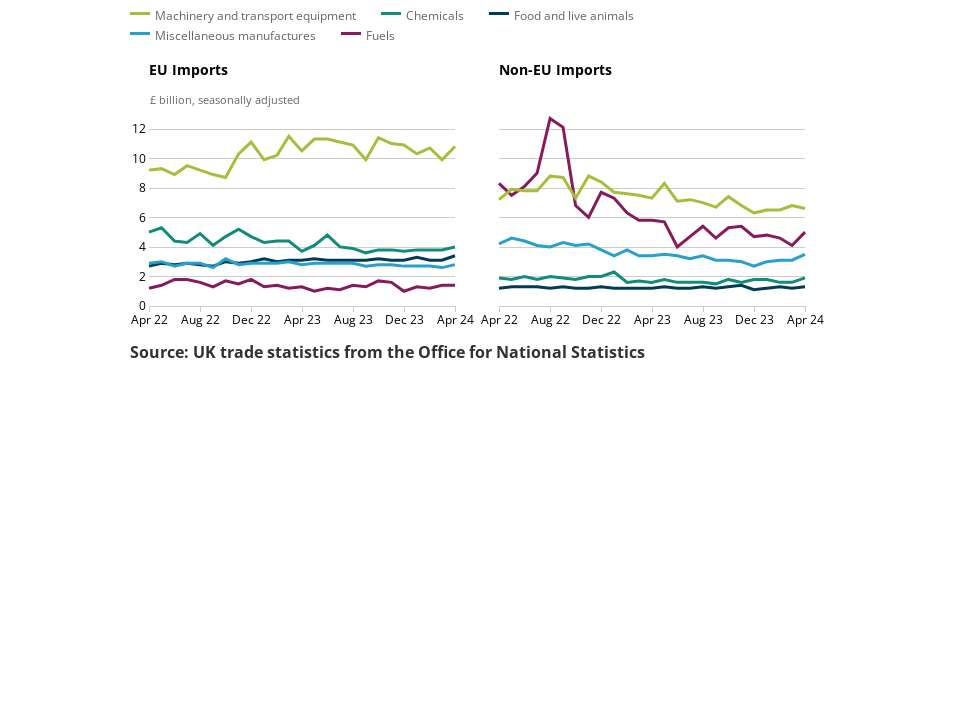 Machinery and transport equipment Chemicals Food and live animals
Miscellaneous manufactures Fuels
EU Imports Non-EU Imports
£ billion, seasonally adjusted
12
10
8
6
4
2
0
Apr 22 Aug 22 Dec 22 Apr 23 Aug 23 Dec 23 Apr 24 Apr 22 Aug 22 Dec 22 Apr 23 Aug 23 Dec 23 Apr 24
Source: UK trade statistics from the Office for National Statistics